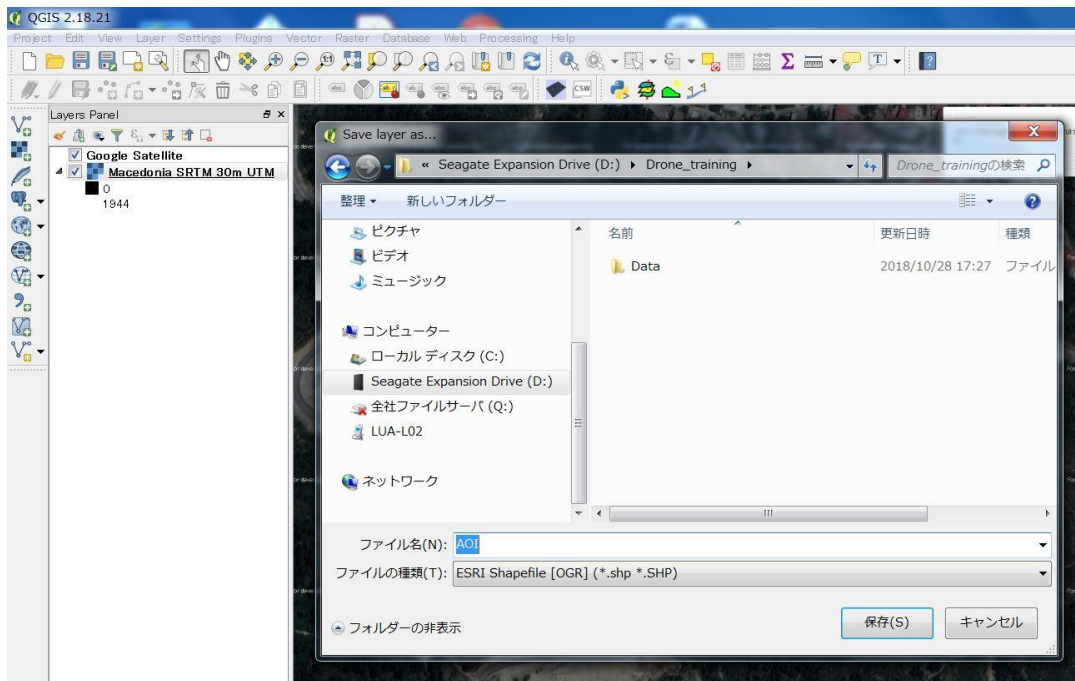 QGIS 2.18.21
Project Edit View Layer Settings Plugins Vector Raster Database Web Processing Help
Layers Panel
Google Satellite
Macedonia SRTM 30m UTM
0
1944
Save layer as...
« Seagate Expansion Drive (D:) Drone_training
Drone_trainingの検索
整理 新しいフォルダー
名前 更新日時 種類
ピクチャ
ビデオ
ミュージック
Data 2018/10/28 17:27 ファイル
コンピューター
ローカル ディスク (C:)
Seagate Expansion Drive (D:)
全社ファイルサーバ (Q:)
LUA-L02
ネットワーク
ファイル名(N): AOI
ファイルの種類(T): ESRI Shapefile [OGR] (*.shp *.SHP)
フォルダーの非表示
保存(S) キャンセル